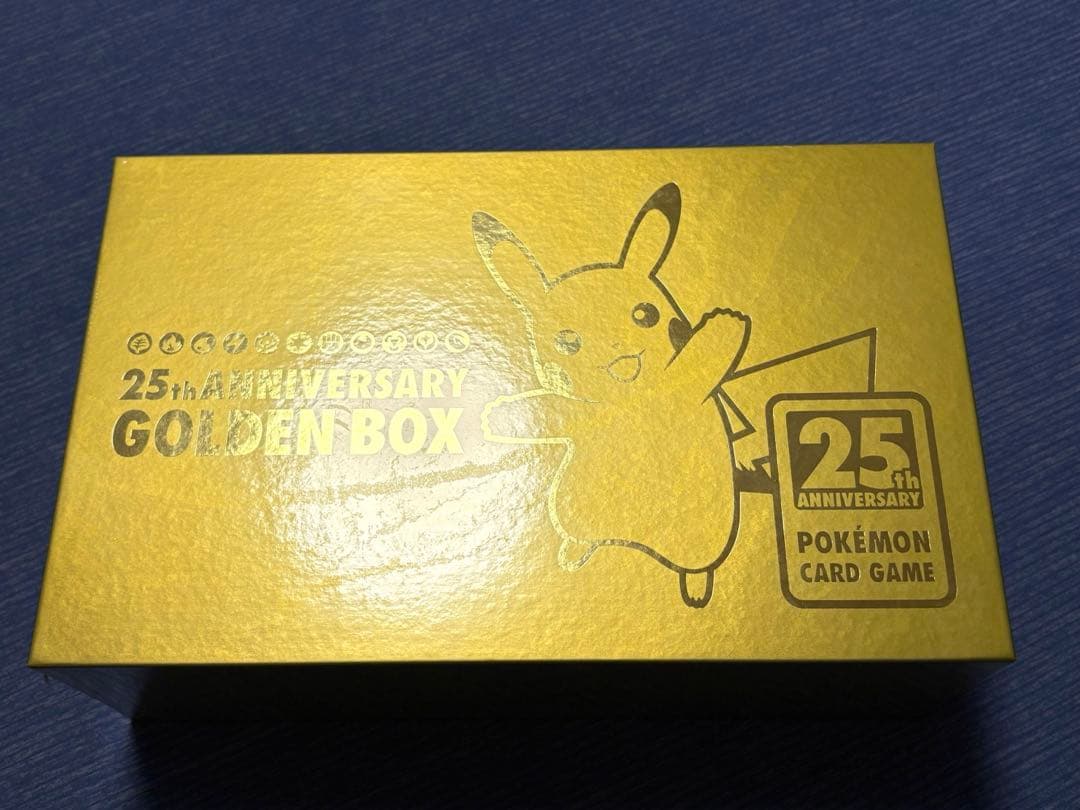 25th ANNIVERSARY
GOLDEN BOX
25th
ANNIVERSARY
POKÉMON
CARD GAME